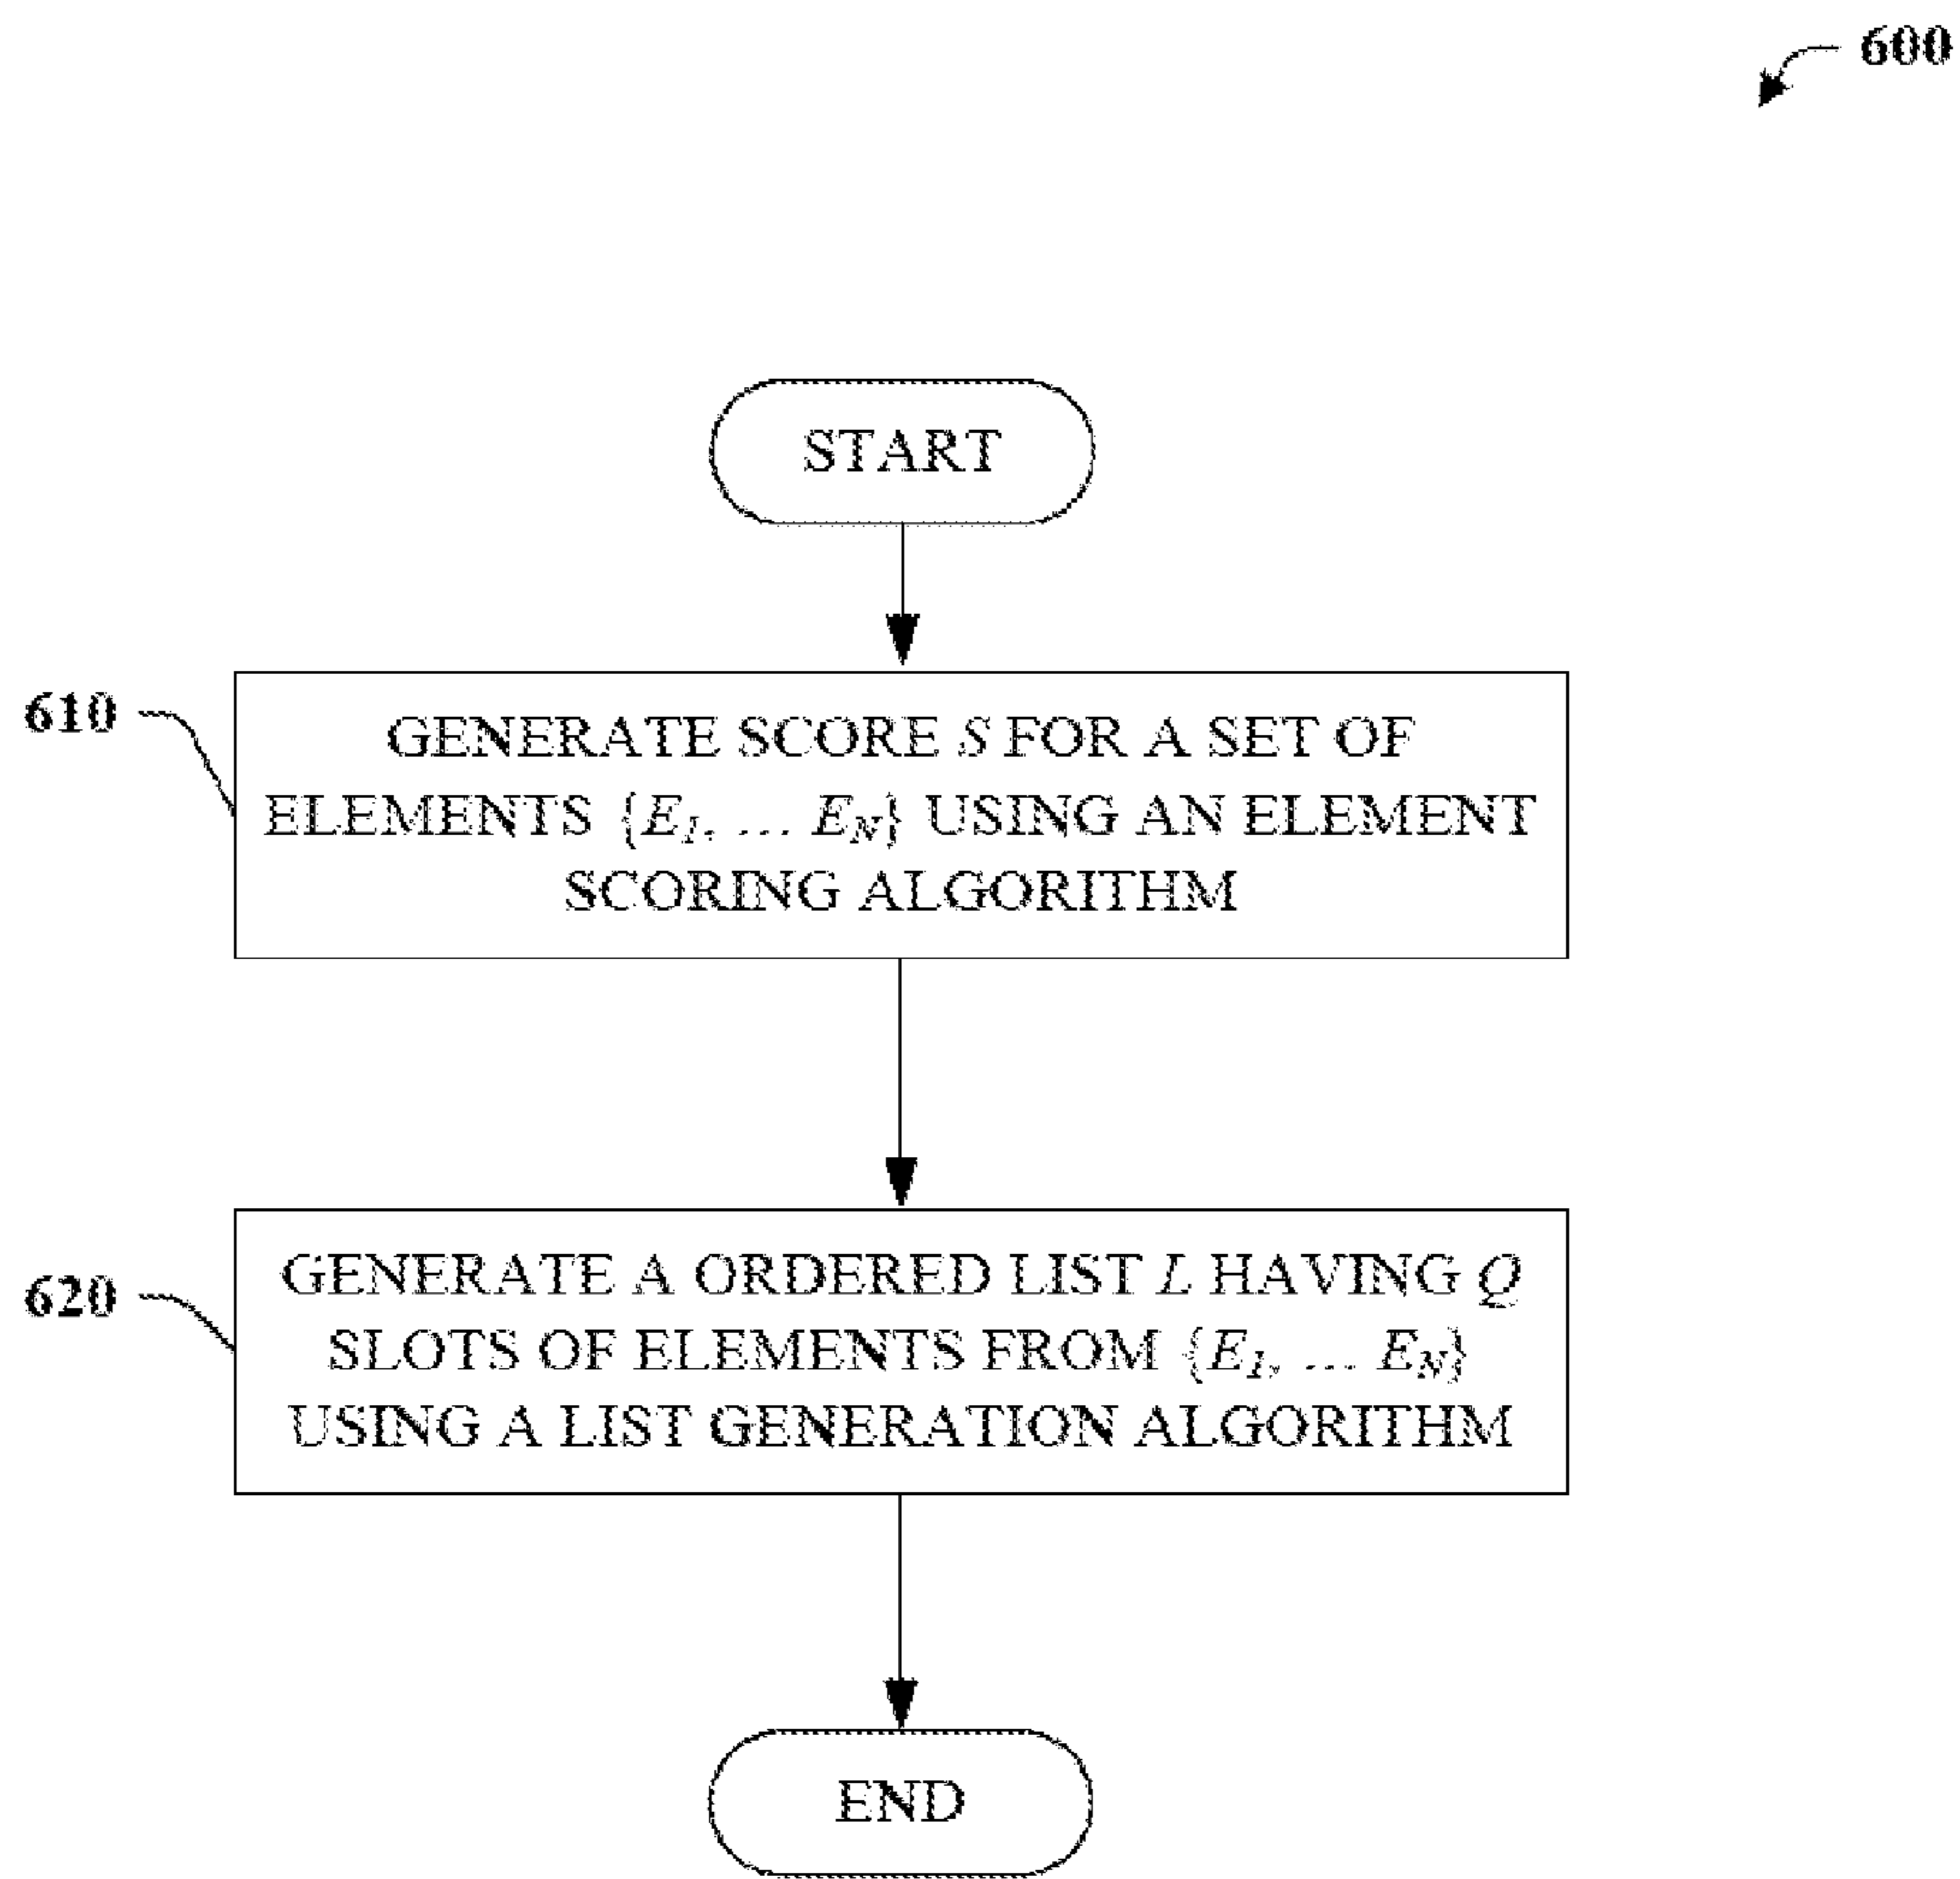 600
START
610
GENERATE SCORE S FOR A SET OF
ELEMENTS {E1, ... EN} USING AN ELEMENT
SCORING ALGORITHM
620
GENERATE A ORDERED LIST L HAVING Q
SLOTS OF ELEMENTS FROM {E1, ... EN}
USING A LIST GENERATION ALGORITHM
END